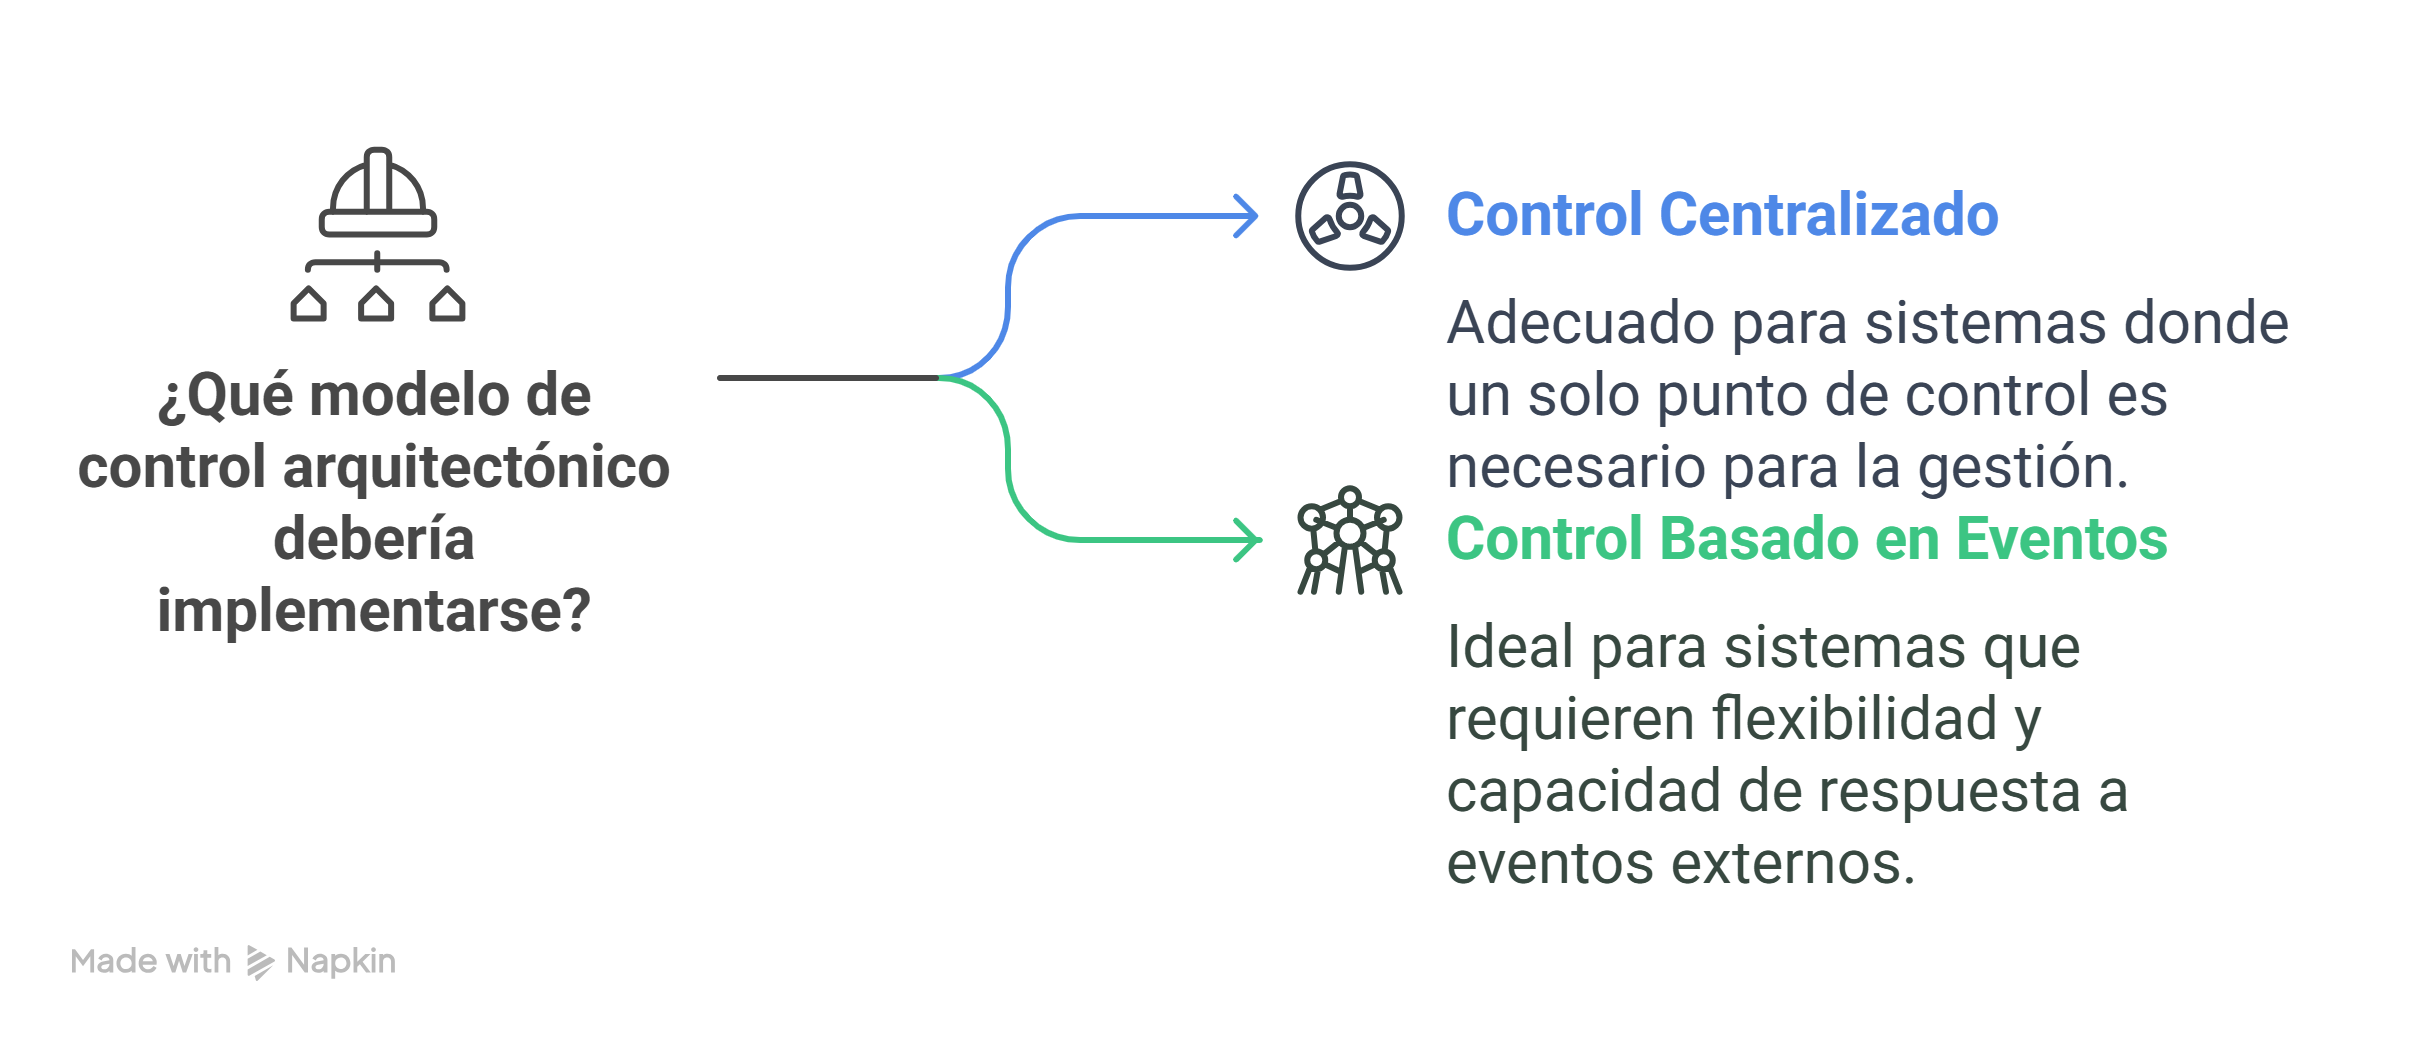 ¿Qué modelo de
control arquitectónico
debería
implementarse?
Control Centralizado
Adecuado para sistemas donde
un solo punto de control es
necesario para la gestión.
Control Basado en Eventos
Ideal para sistemas que
requieren flexibilidad y
capacidad de respuesta a
eventos externos.
Made with Napkin